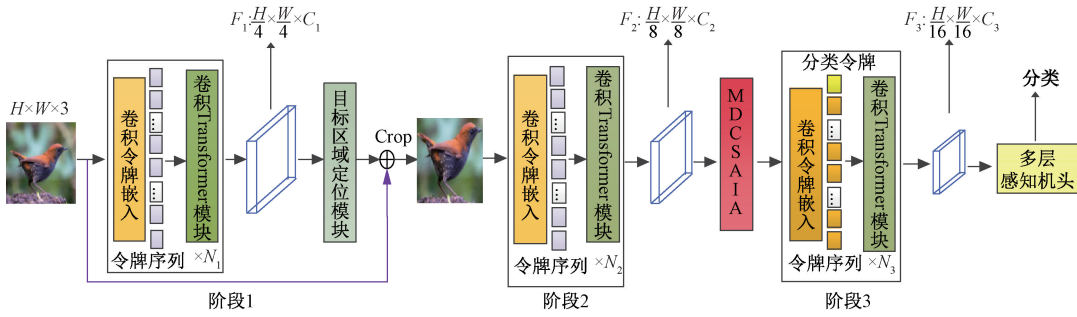 H×W×3
卷积令牌嵌入
卷积Transformer模块
令牌序列 ×N₁
阶段1
F₁: H/4 × W/4 × C₁
目标区域定位模块
Crop
卷积令牌嵌入
卷积Transformer模块
令牌序列 ×N₂
阶段2
F₂: H/8 × W/8 × C₂
MDCSAIA
分类令牌
卷积令牌嵌入
卷积Transformer模块
令牌序列 ×N₃
阶段3
F₃: H/16 × W/16 × C₃
分类
多层
感知机头